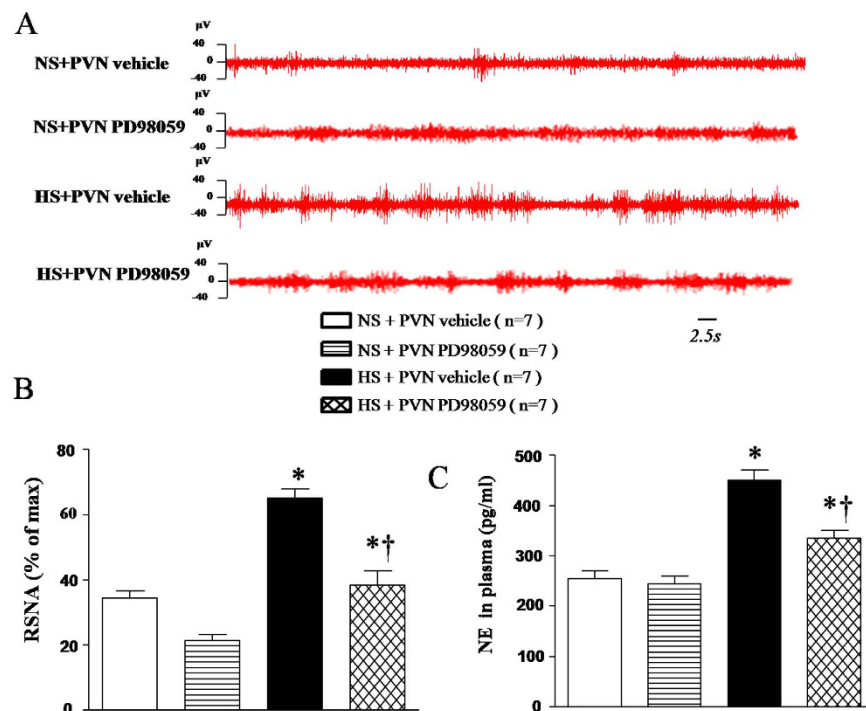 A
µV
40
0
-40
NS+PVN vehicle
µV
40
0
-40
NS+PVN PD98059
µV
40
0
-40
HS+PVN vehicle
µV
40
0
-40
HS+PVN PD98059
2.5s
NS + PVN vehicle ( n=7 )
NS + PVN PD98059 ( n=7 )
HS + PVN vehicle ( n=7 )
HS + PVN PD98059 ( n=7 )
B
RSNA (% of max)
80
60
40
20
0
*
*†
C
NE in plasma (pg/ml)
500
400
300
200
100
0
*
*†